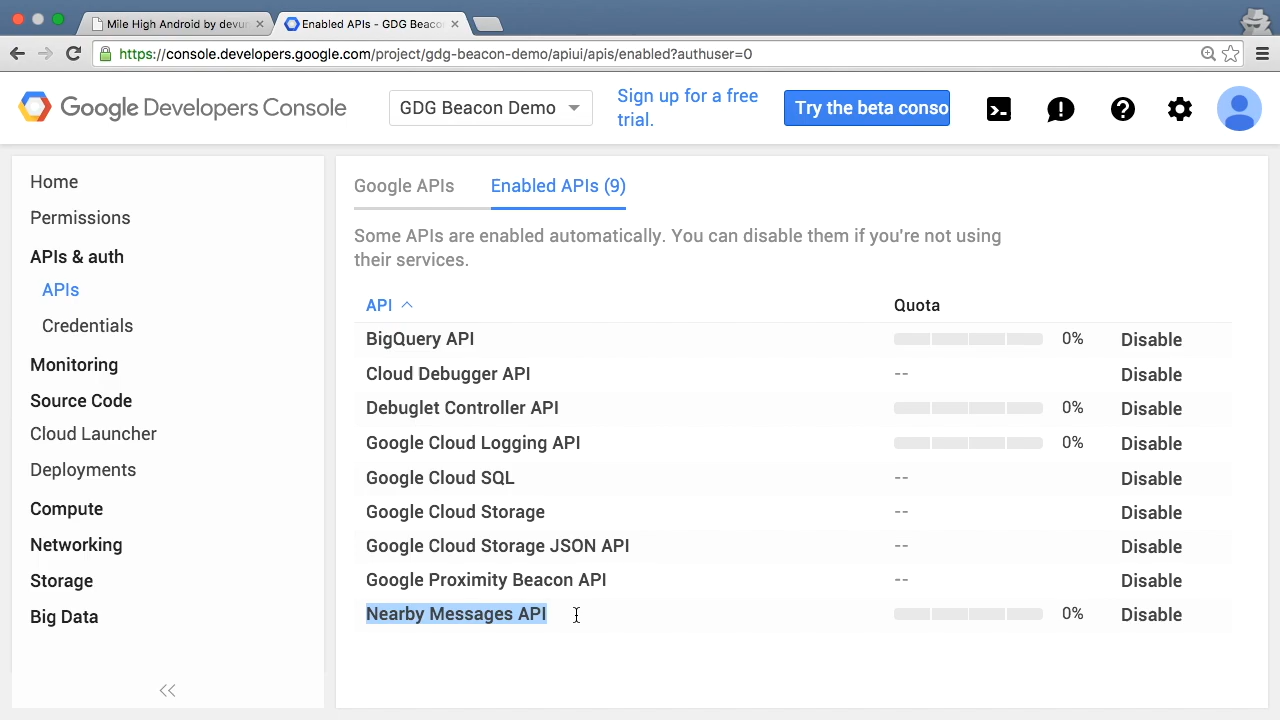 Mile High Android by devun
Enabled APIs - GDG Beacon
https://console.developers.google.com/project/gdg-beacon-demo/apiui/apis/enabled?authuser=0
Google Developers Console
GDG Beacon Demo
Sign up for a free
trial.
Try the beta conso
Home
Permissions
APIs & auth
APIs
Credentials
Monitoring
Source Code
Cloud Launcher
Deployments
Compute
Networking
Storage
Big Data
Google APIs
Enabled APIs (9)
Some APIs are enabled automatically. You can disable them if you're not using
their services.
API Quota
BigQuery API 0% Disable
Cloud Debugger API -- Disable
Debuglet Controller API 0% Disable
Google Cloud Logging API 0% Disable
Google Cloud SQL -- Disable
Google Cloud Storage -- Disable
Google Cloud Storage JSON API -- Disable
Google Proximity Beacon API -- Disable
Nearby Messages API 0% Disable